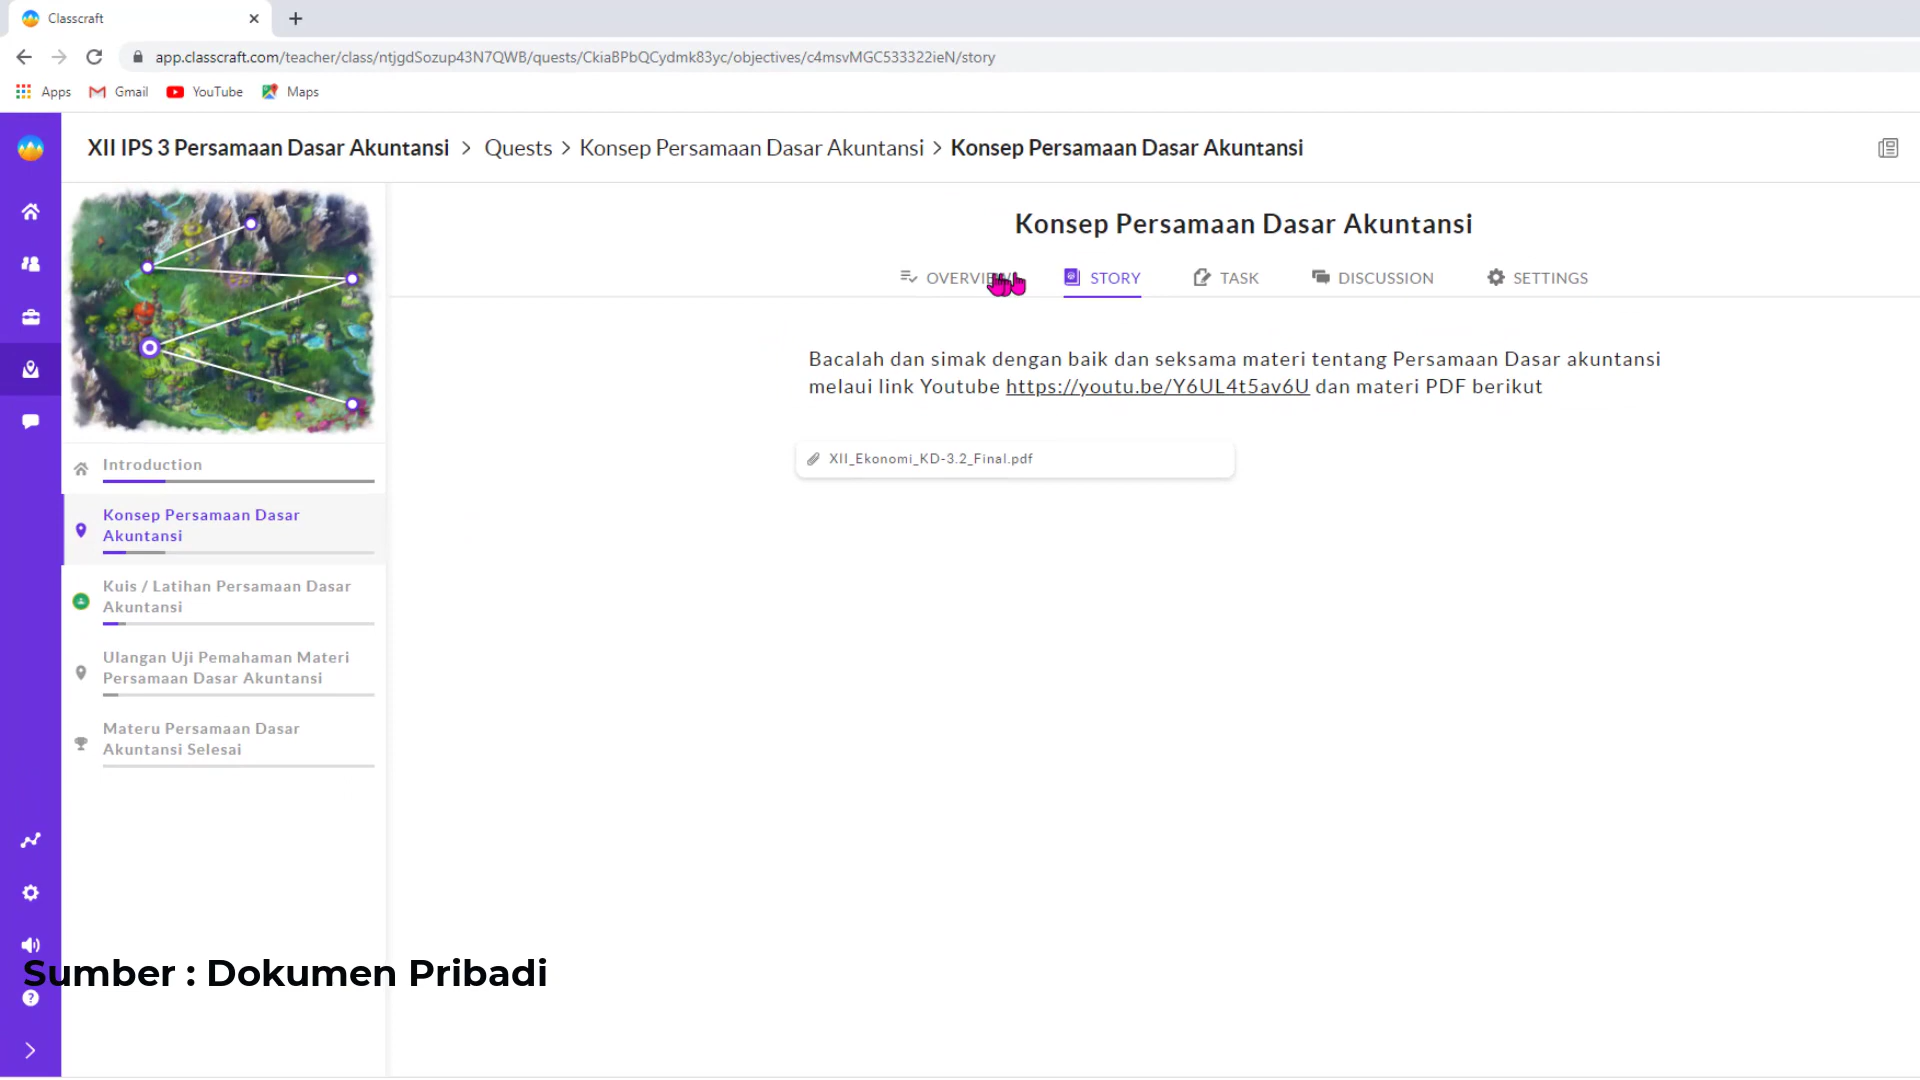 Classcraft
app.classcraft.com/teacher/class/ntjgdSozup43N7QWB/quests/CkiaBPbQCydmk83yc/objectives/c4msvMGC533322ieN/story
Apps Gmail YouTube Maps
XII IPS 3 Persamaan Dasar Akuntansi > Quests > Konsep Persamaan Dasar Akuntansi > Konsep Persamaan Dasar Akuntansi
Konsep Persamaan Dasar Akuntansi
OVERVIEW STORY TASK DISCUSSION SETTINGS
Bacalah dan simak dengan baik dan seksama materi tentang Persamaan Dasar akuntansi
melaui link Youtube https://youtu.be/Y6UL4t5av6U dan materi PDF berikut
XII_Ekonomi_KD-3.2_Final.pdf
Introduction
Konsep Persamaan Dasar
Akuntansi
Kuis / Latihan Persamaan Dasar
Akuntansi
Ulangan Uji Pemahaman Materi
Persamaan Dasar Akuntansi
Materu Persamaan Dasar
Akuntansi Selesai
Sumber : Dokumen Pribadi